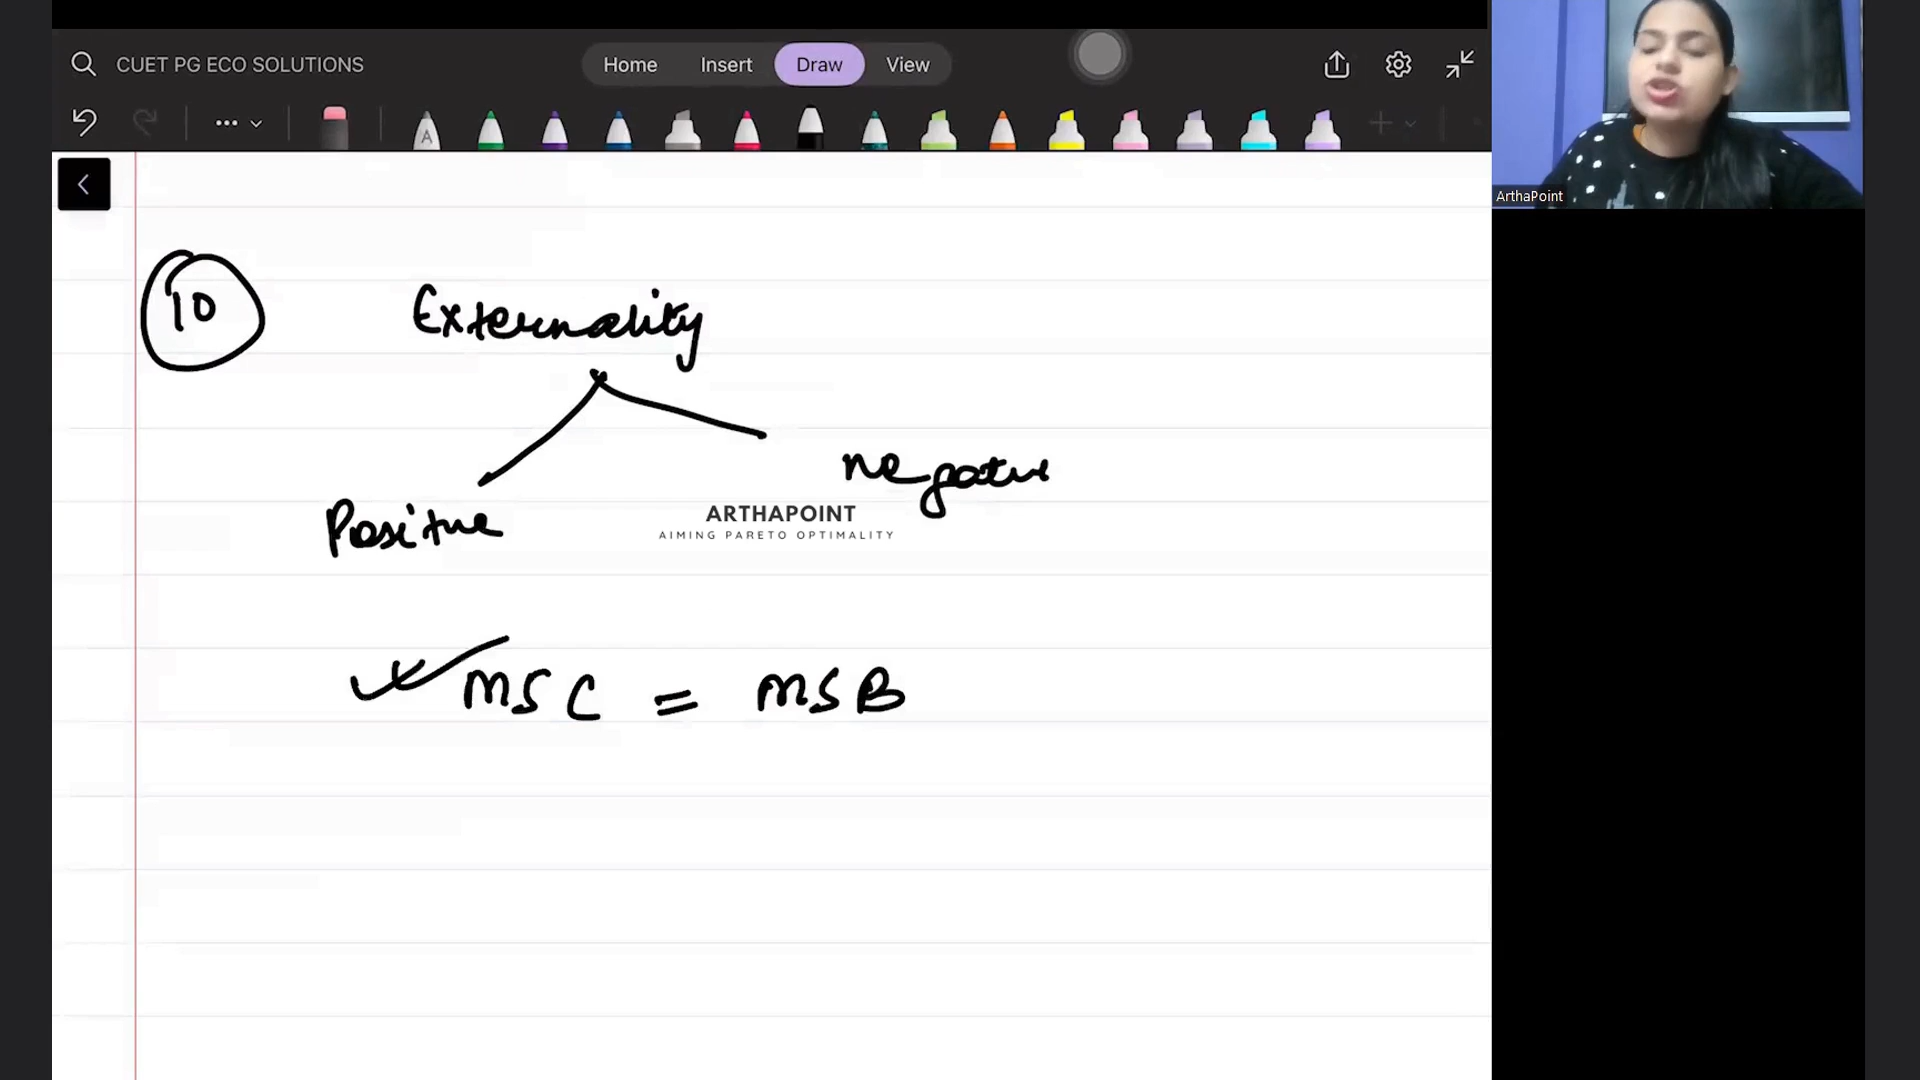 CUET PG ECO SOLUTIONS
Home Insert Draw View
A
ArthaPoint
10
Externality
Positive
negative
ARTHAPOINT
AIMING PARETO OPTIMALITY
MSC = MSB